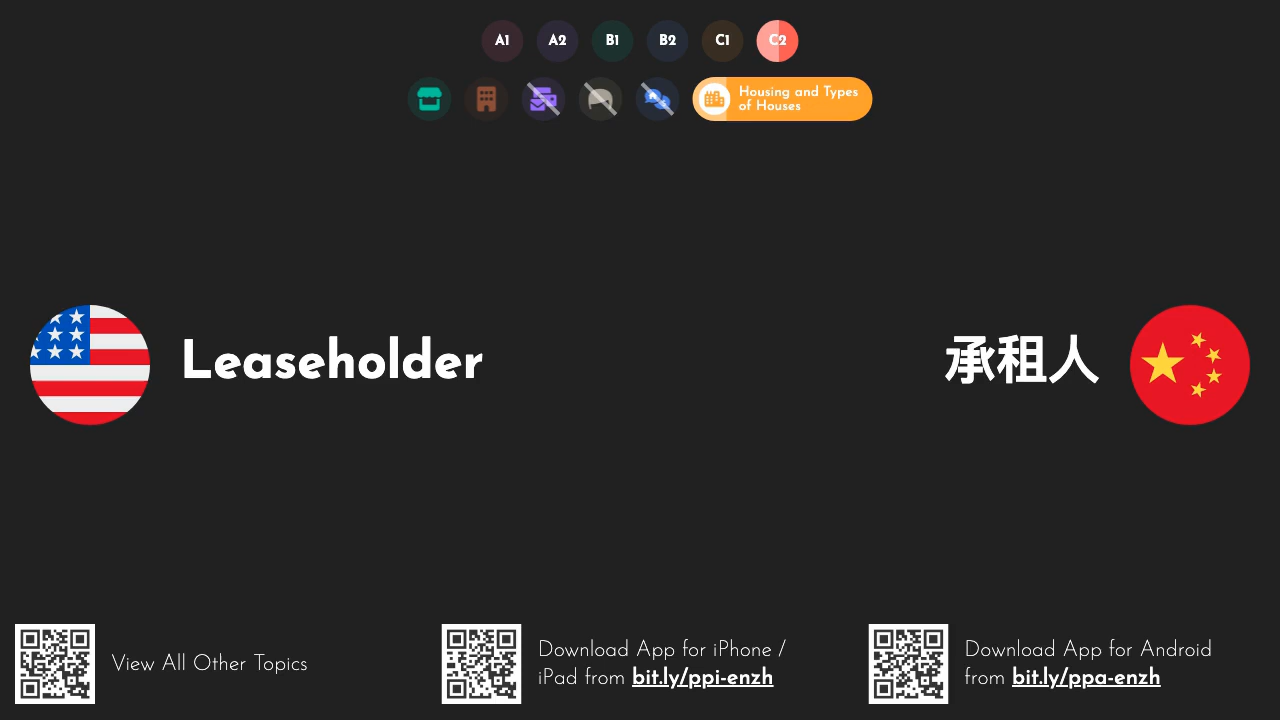 A1 A2 B1 B2 C1 C2
Housing and Types
of Houses
Leaseholder
承租人
View All Other Topics
Download App for iPhone /
iPad from bit.ly/ppi-enzh
Download App for Android
from bit.ly/ppa-enzh